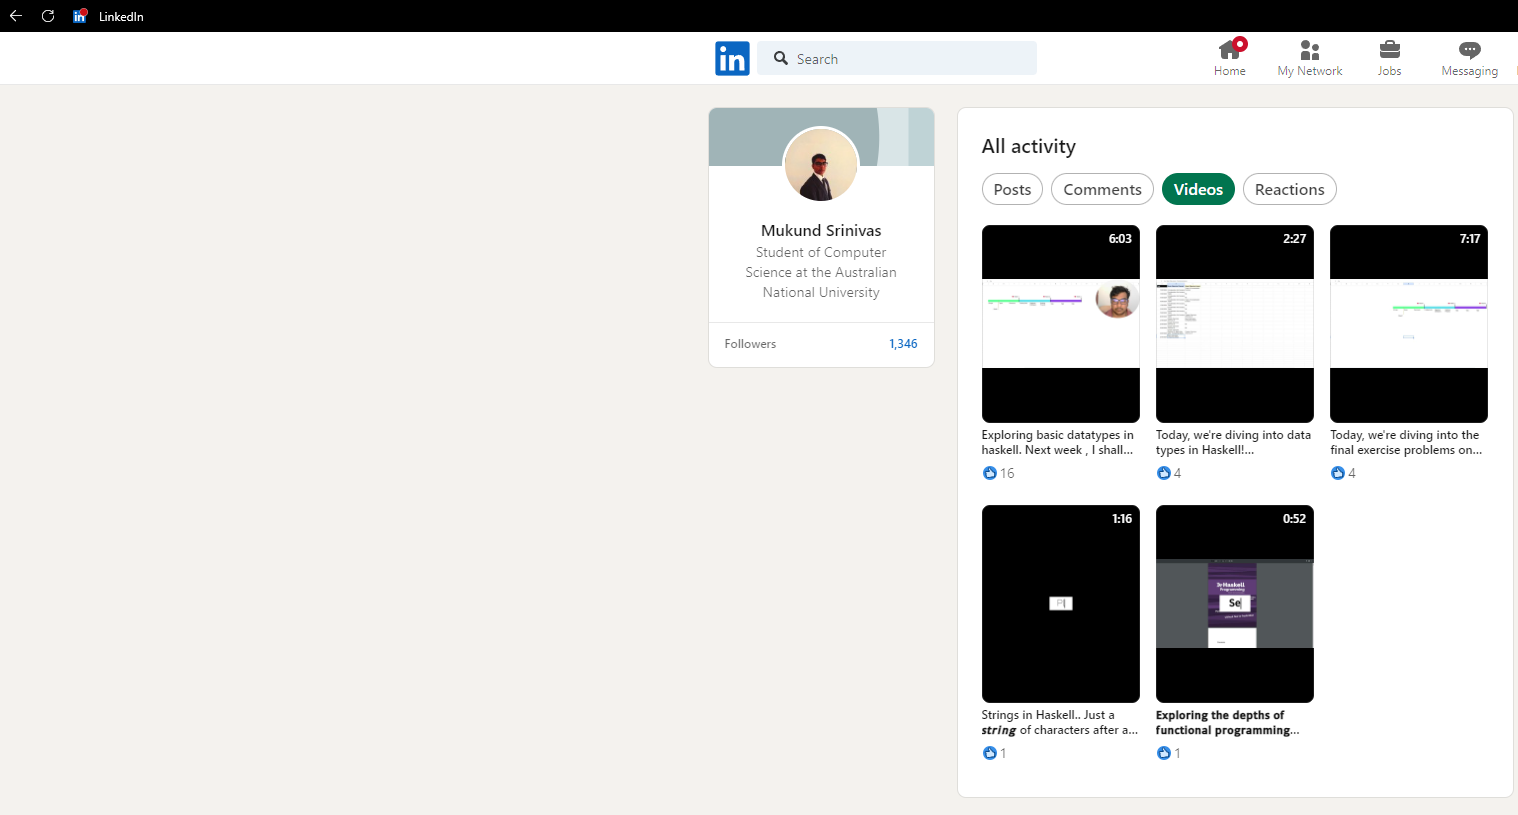 LinkedIn
in
Search
Home
My Network
Jobs
Messaging
Mukund Srinivas
Student of Computer
Science at the Australian
National University
Followers
1,346
All activity
Posts
Comments
Videos
Reactions
6:03
2:27
7:17
Exploring basic datatypes in
haskell. Next week , I shall...
16
Today, we're diving into data
types in Haskell!...
4
Today, we're diving into the
final exercise problems on...
4
1:16
0:52
Haskell
Programming
Se
Strings in Haskell.. Just a
string of characters after a...
1
Exploring the depths of
functional programming...
1